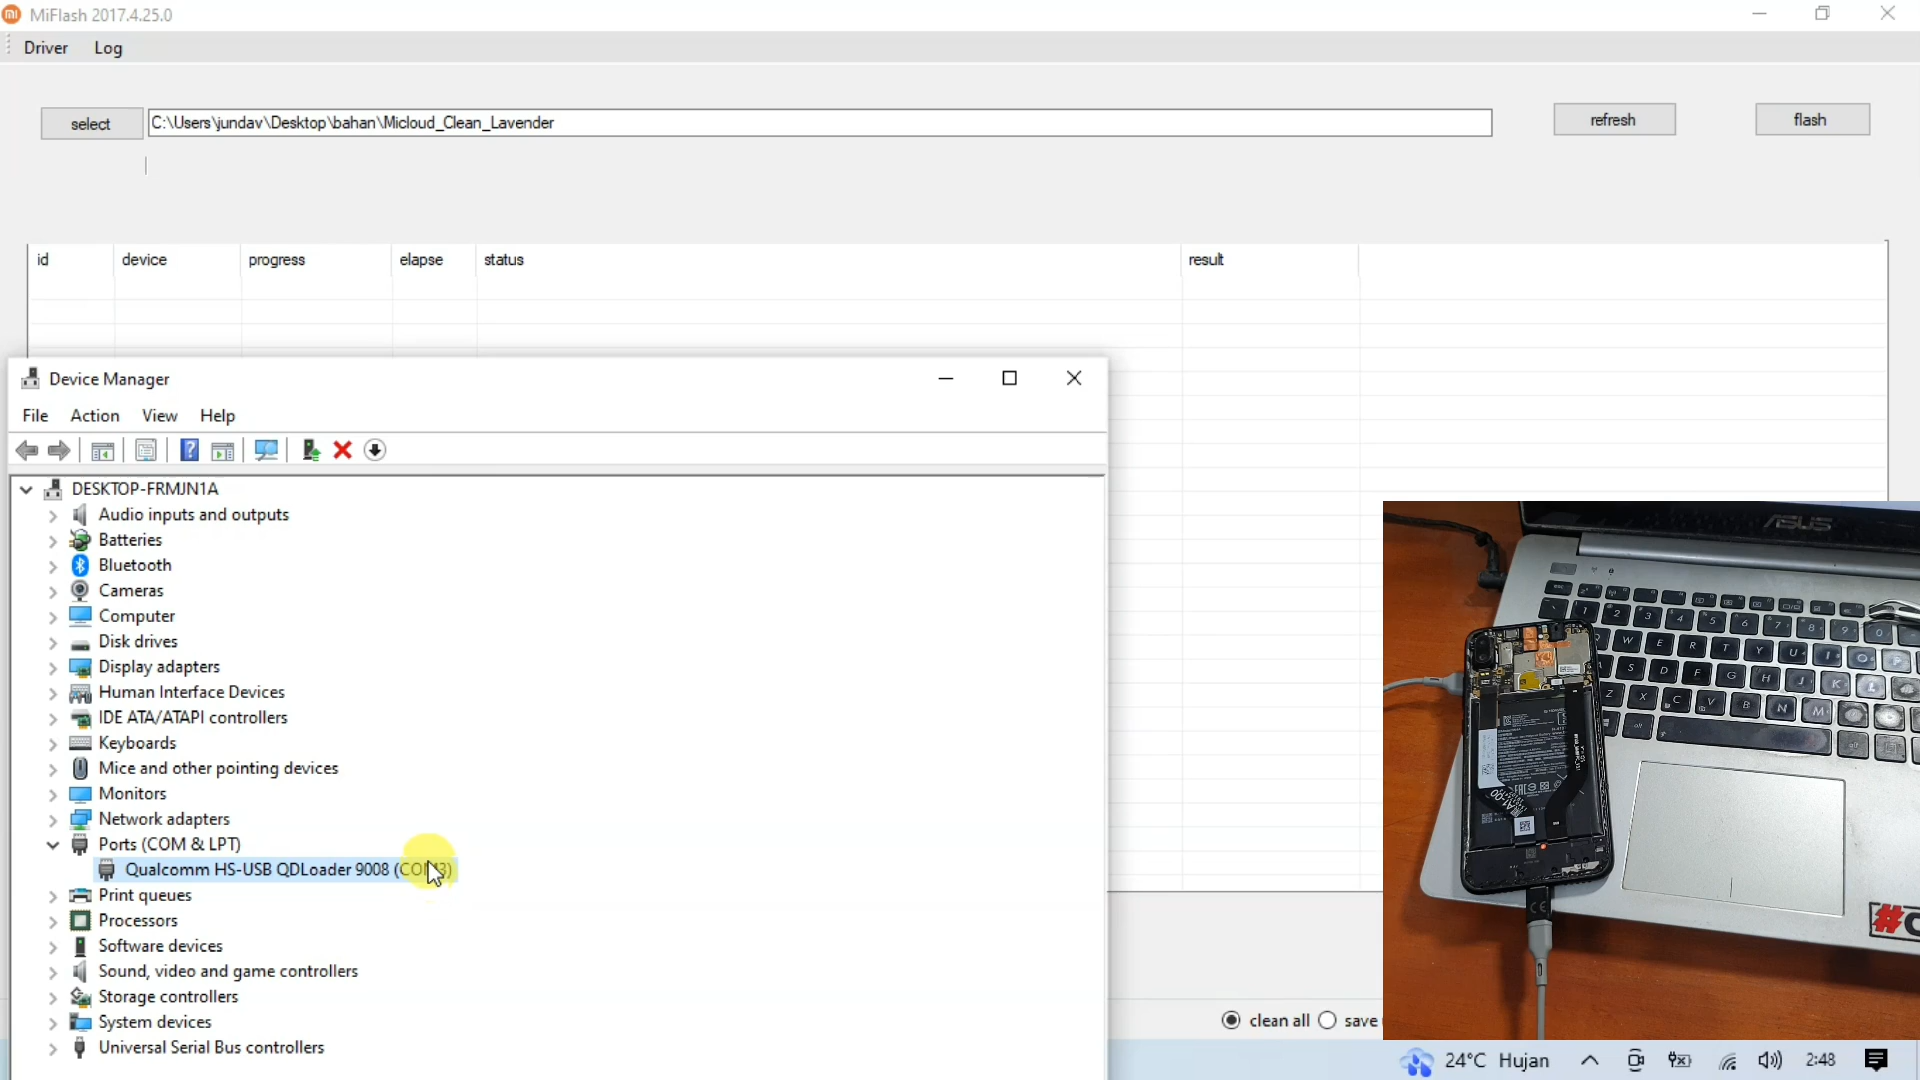 MiFlash 2017.4.25.0
Driver Log
select C:\Users\jundav\Desktop\bahan\Micloud_Clean_Lavender refresh flash
id device progress elapse status result
Device Manager
File Action View Help
DESKTOP-FRMJN1A
Audio inputs and outputs
Batteries
Bluetooth
Cameras
Computer
Disk drives
Display adapters
Human Interface Devices
IDE ATA/ATAPI controllers
Keyboards
Mice and other pointing devices
Monitors
Network adapters
Ports (COM & LPT)
Qualcomm HS-USB QDLoader 9008 (COM3)
Print queues
Processors
Software devices
Sound, video and game controllers
Storage controllers
System devices
Universal Serial Bus controllers
ASUS
clean all save
24°C Hujan 2:48